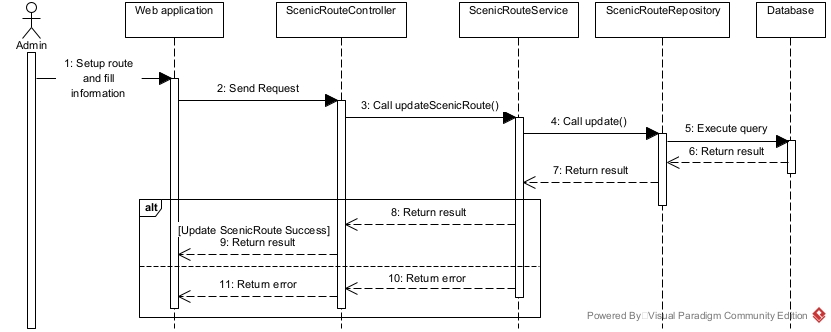 Web application
ScenicRouteController
ScenicRouteService
ScenicRouteRepository
Database
Admin
1: Setup route
and fill
information
2: Send Request
3: Call updateScenicRoute()
4: Call update()
5: Execute query
6: Return result
7: Return result
alt
8: Return result
[Update ScenicRoute Success]
9: Return result
10: Return error
11: Return error
Powered By Visual Paradigm Community Edition